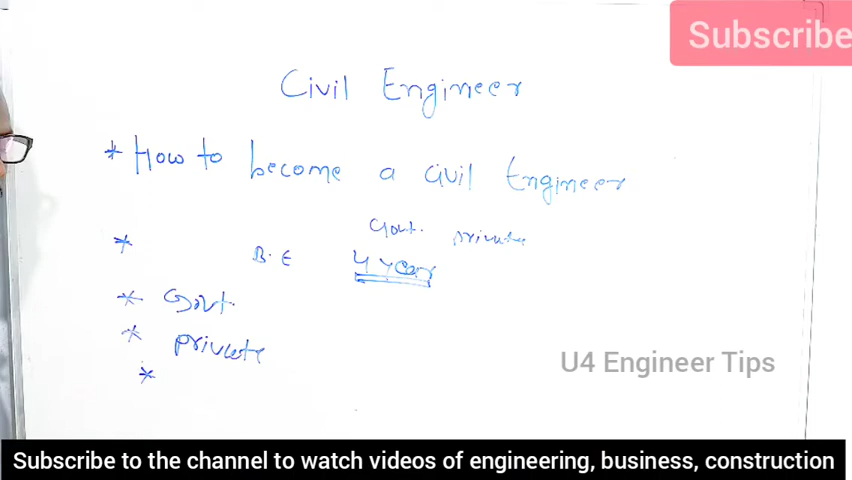 Subscribe
Civil Engineer
* How to become a civil Engineer
* B.E Govt. private
4 year
* Govt.
* private
*
U4 Engineer Tips
Subscribe to the channel to watch videos of engineering, business, construction